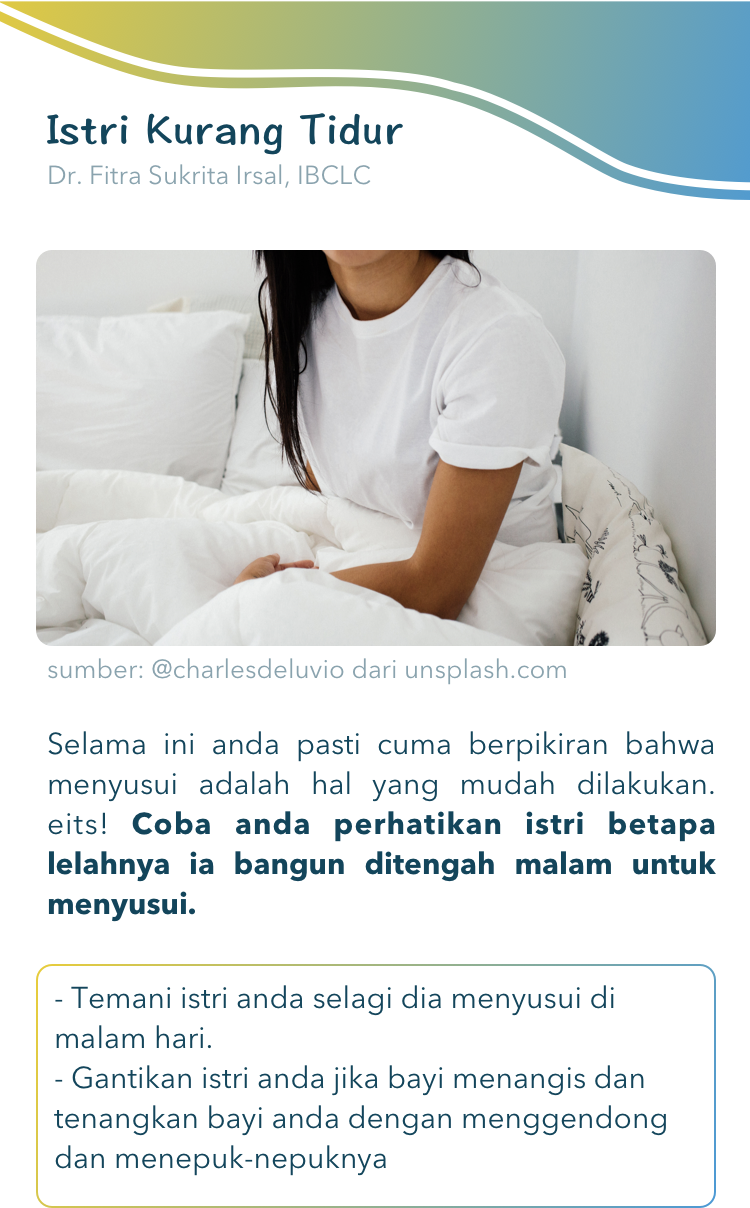 Istri Kurang Tidur
Dr. Fitra Sukrita Irsal, IBCLC
sumber: @charlesdeluvio dari unsplash.com
Selama ini anda pasti cuma berpikiran bahwa
menyusui adalah hal yang mudah dilakukan.
eits! Coba anda perhatikan istri betapa
lelahnya ia bangun ditengah malam untuk
menyusui.
- Temani istri anda selagi dia menyusui di
malam hari.
- Gantikan istri anda jika bayi menangis dan
tenangkan bayi anda dengan menggendong
dan menepuk-nepuknya